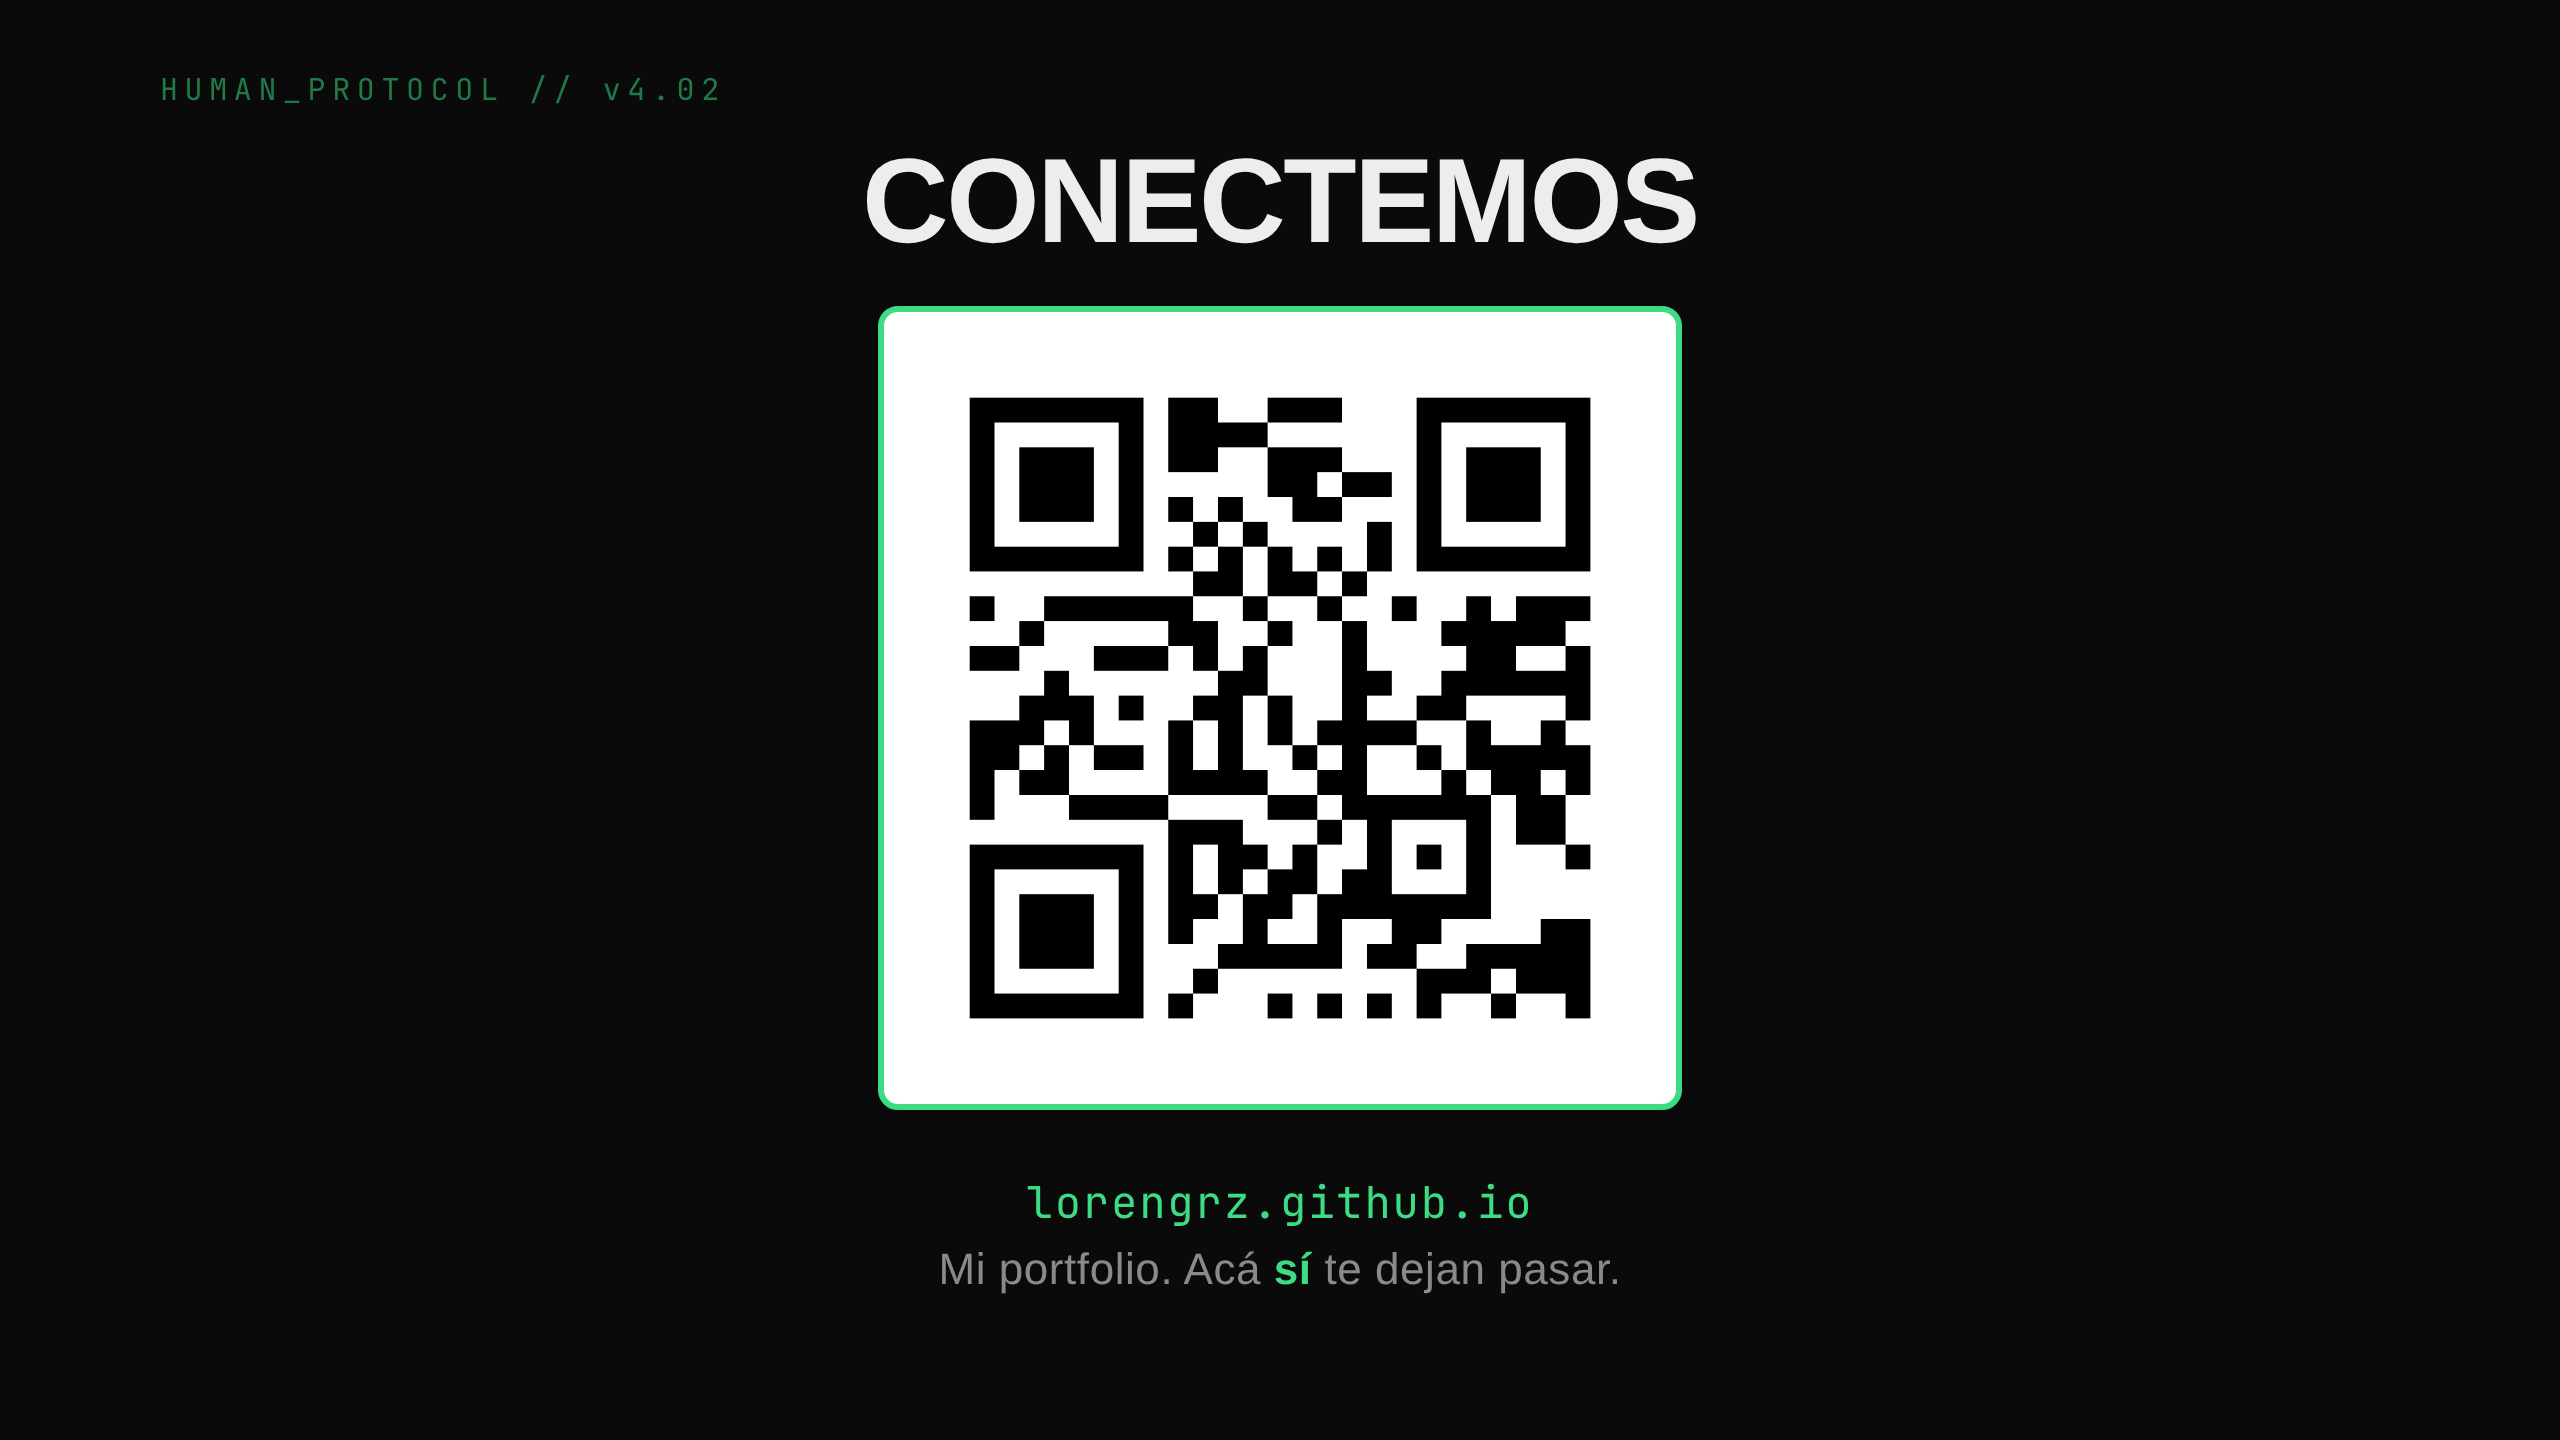 HUMAN_PROTOCOL // v4.02
CONECTEMOS
lorengrz.github.io
Mi portfolio. Acá sí te dejan pasar.